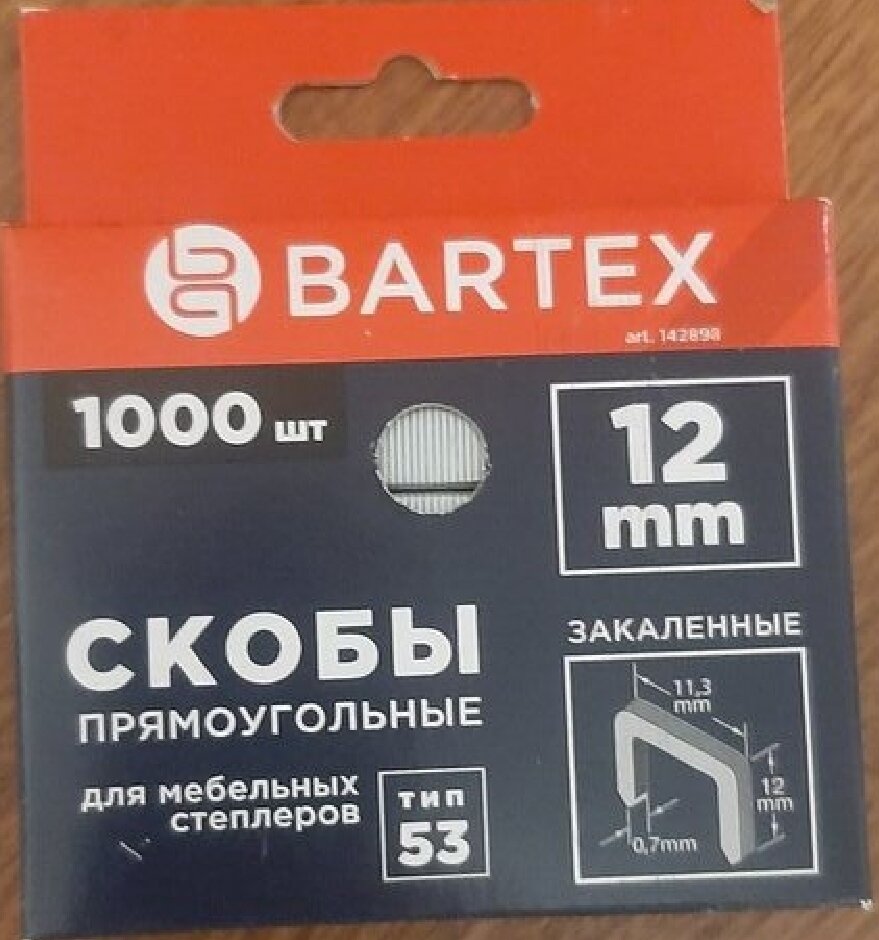 BARTEX
art. 142898
1000 шт
12
mm
СКОБЫ
ПРЯМОУГОЛЬНЫЕ
для мебельных
степлеров
тип
53
ЗАКАЛЕННЫЕ
11,3
mm
12
mm
0,7mm